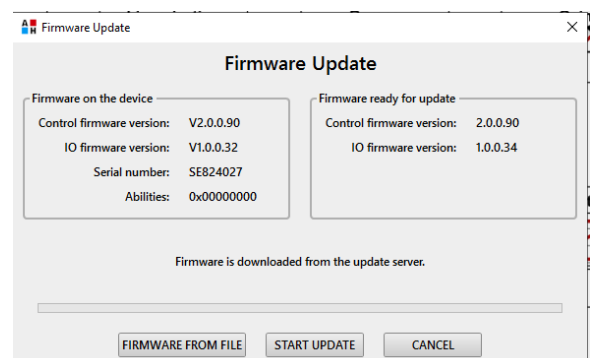 A H Firmware Update
Firmware Update
Firmware on the device
Control firmware version: V2.0.0.90
IO firmware version: V1.0.0.32
Serial number: SE824027
Abilities: 0x00000000
Firmware ready for update
Control firmware version: 2.0.0.90
IO firmware version: 1.0.0.34
Firmware is downloaded from the update server.
FIRMWARE FROM FILE START UPDATE CANCEL